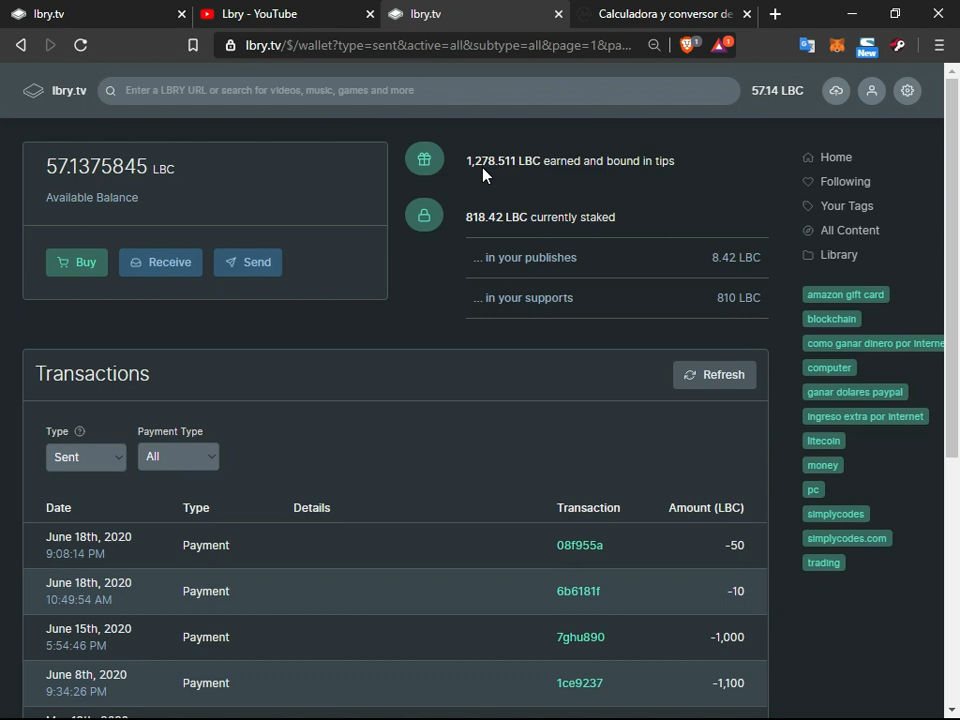 lbry.tv
Lbry - YouTube
lbry.tv
Calculadora y conversor de
lbry.tv/$/wallet?type=sent&active=all&subtype=all&page=1&pa...
1
1
New
lbry.tv
Enter a LBRY URL or search for videos, music, games and more
57.14 LBC
57.1375845 LBC
Available Balance
Buy
Receive
Send
1,278.511 LBC earned and bound in tips
818.42 LBC currently staked
... in your publishes 8.42 LBC
... in your supports 810 LBC
Home
Following
Your Tags
All Content
Library
amazon gift card
blockchain
como ganar dinero por interne
computer
ganar dolares paypal
ingreso extra por internet
litecoin
money
pc
simplycodes
simplycodes.com
trading
Transactions
Refresh
Type
Payment Type
Sent
All
Date Type Details Transaction Amount (LBC)
June 18th, 2020
9:08:14 PM
Payment 08f955a -50
June 18th, 2020
10:49:54 AM
Payment 6b6181f -10
June 15th, 2020
5:54:46 PM
Payment 7ghu890 -1,000
June 8th, 2020
9:34:26 PM
Payment 1ce9237 -1,100